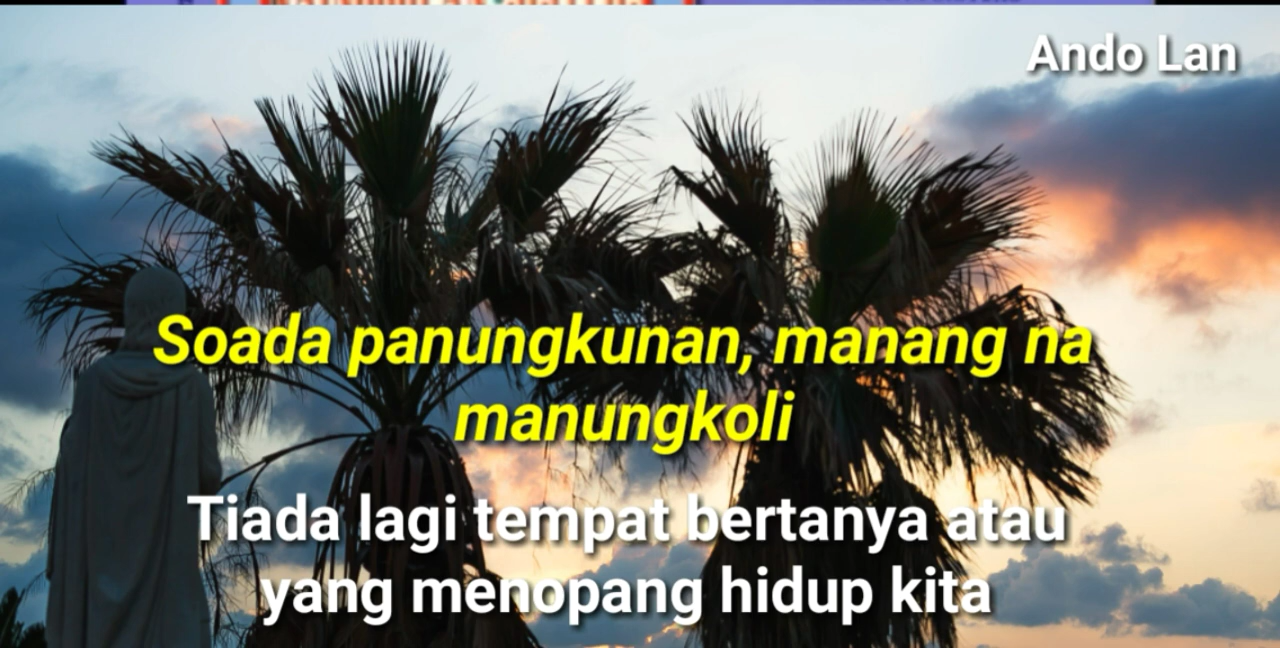 Ando Lan
Soada panungkunan, manang na
manungkoli
Tiada lagi tempat bertanya atau
yang menopang hidup kita